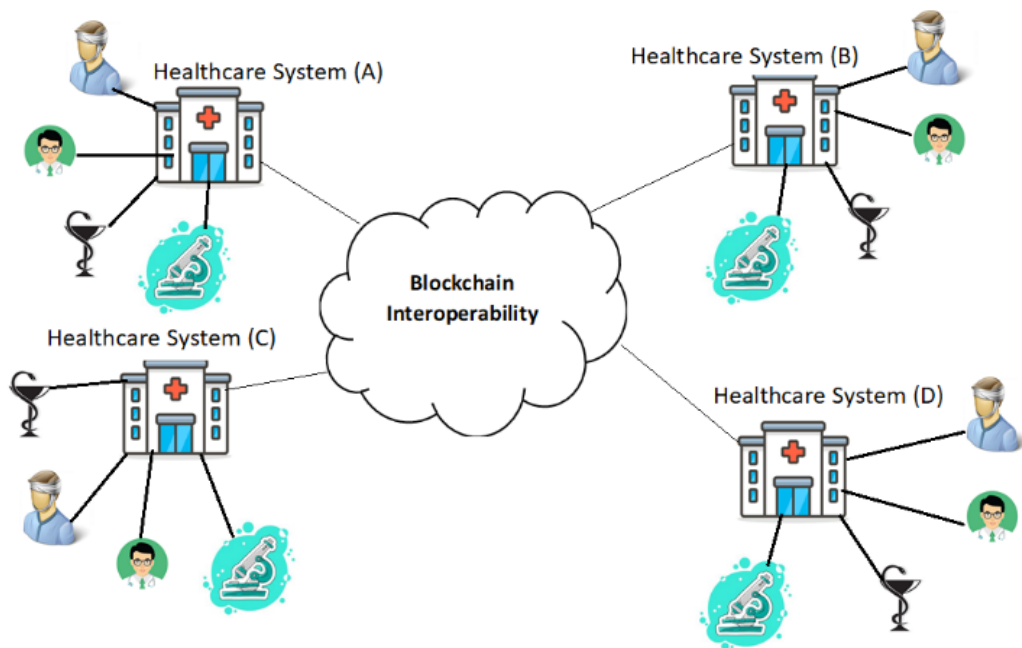 Healthcare System (A)
Healthcare System (B)
Blockchain
Interoperability
Healthcare System (C)
Healthcare System (D)